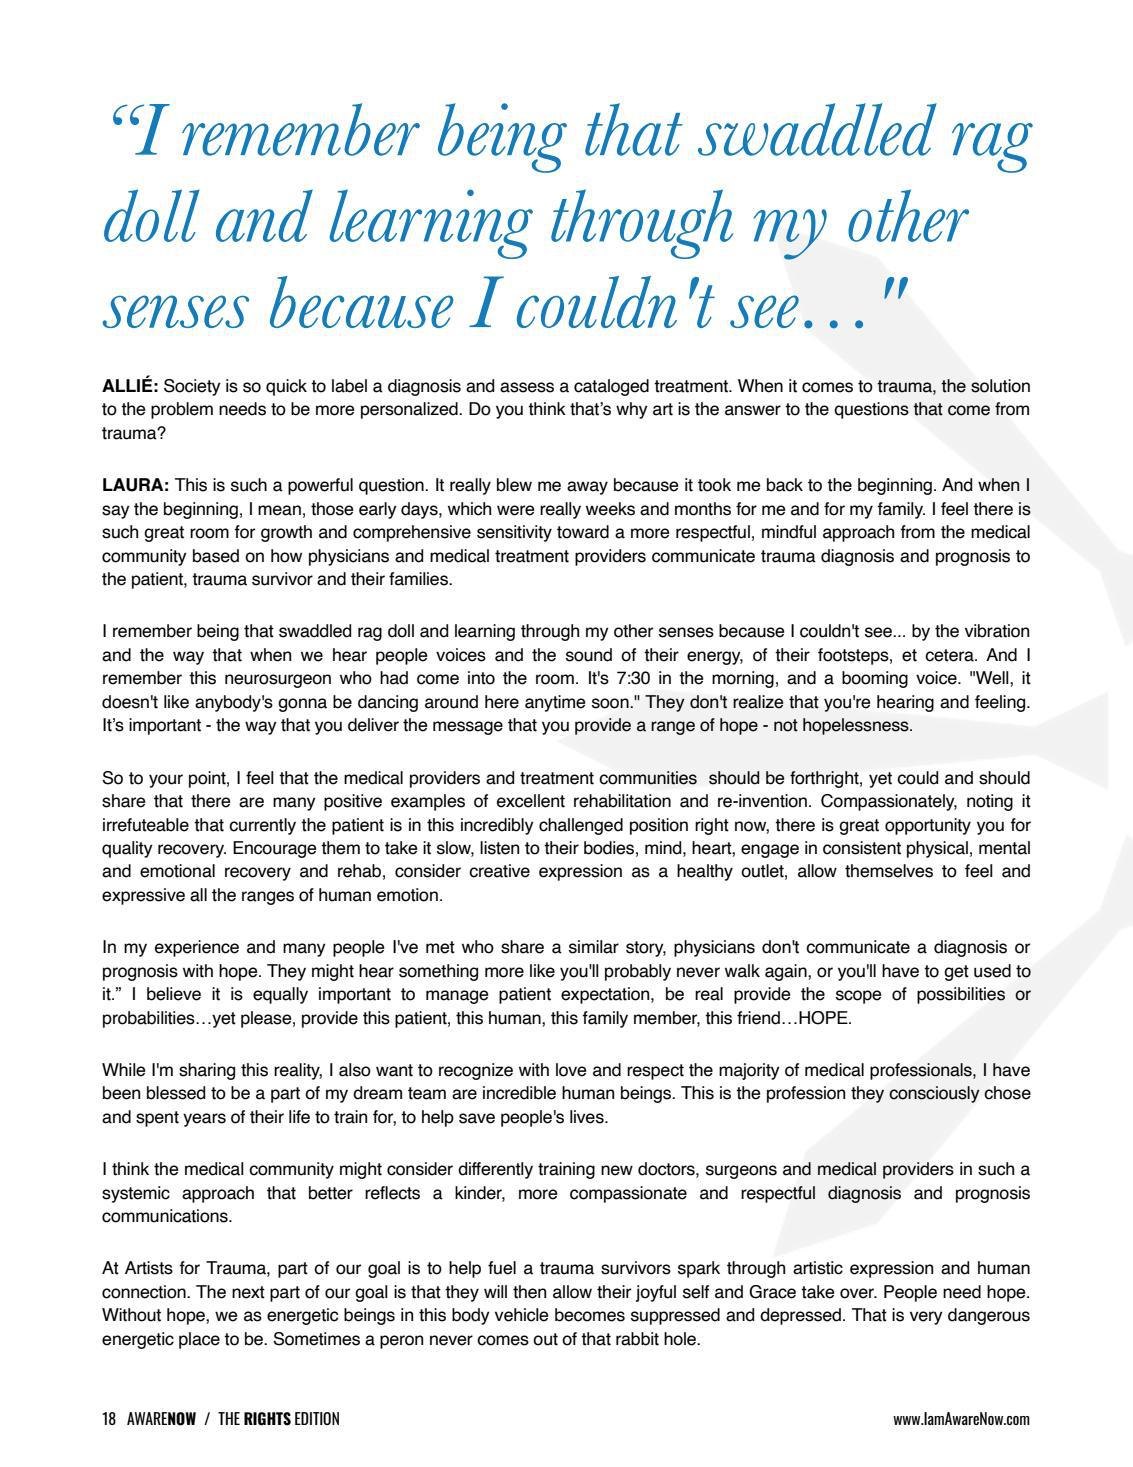 “I remember being that swaddled rag
doll and learning through my other
senses because I couldn't see…"
ALLIÉ: Society is so quick to label a diagnosis and assess a cataloged treatment. When it comes to trauma, the solution
to the problem needs to be more personalized. Do you think that’s why art is the answer to the questions that come from
trauma?
LAURA: This is such a powerful question. It really blew me away because it took me back to the beginning. And when I
say the beginning, I mean, those early days, which were really weeks and months for me and for my family. I feel there is
such great room for growth and comprehensive sensitivity toward a more respectful, mindful approach from the medical
community based on how physicians and medical treatment providers communicate trauma diagnosis and prognosis to
the patient, trauma survivor and their families.
I remember being that swaddled rag doll and learning through my other senses because I couldn't see... by the vibration
and the way that when we hear people voices and the sound of their energy, of their footsteps, et cetera. And I
remember this neurosurgeon who had come into the room. It's 7:30 in the morning, and a booming voice. "Well, it
doesn't like anybody's gonna be dancing around here anytime soon." They don't realize that you're hearing and feeling.
It’s important - the way that you deliver the message that you provide a range of hope - not hopelessness.
So to your point, I feel that the medical providers and treatment communities should be forthright, yet could and should
share that there are many positive examples of excellent rehabilitation and re-invention. Compassionately, noting it
irrefuteable that currently the patient is in this incredibly challenged position right now, there is great opportunity you for
quality recovery. Encourage them to take it slow, listen to their bodies, mind, heart, engage in consistent physical, mental
and emotional recovery and rehab, consider creative expression as a healthy outlet, allow themselves to feel and
expressive all the ranges of human emotion.
In my experience and many people I've met who share a similar story, physicians don't communicate a diagnosis or
prognosis with hope. They might hear something more like you'll probably never walk again, or you'll have to get used to
it.” I believe it is equally important to manage patient expectation, be real provide the scope of possibilities or
probabilities…yet please, provide this patient, this human, this family member, this friend…HOPE.
While I'm sharing this reality, I also want to recognize with love and respect the majority of medical professionals, I have
been blessed to be a part of my dream team are incredible human beings. This is the profession they consciously chose
and spent years of their life to train for, to help save people's lives.
I think the medical community might consider differently training new doctors, surgeons and medical providers in such a
systemic approach that better reflects a kinder, more compassionate and respectful diagnosis and prognosis
communications.
At Artists for Trauma, part of our goal is to help fuel a trauma survivors spark through artistic expression and human
connection. The next part of our goal is that they will then allow their joyful self and Grace take over. People need hope.
Without hope, we as energetic beings in this body vehicle becomes suppressed and depressed. That is very dangerous
energetic place to be. Sometimes a peron never comes out of that rabbit hole.
18 AWARENOW / THE RIGHTS EDITION
www.IamAwareNow.com